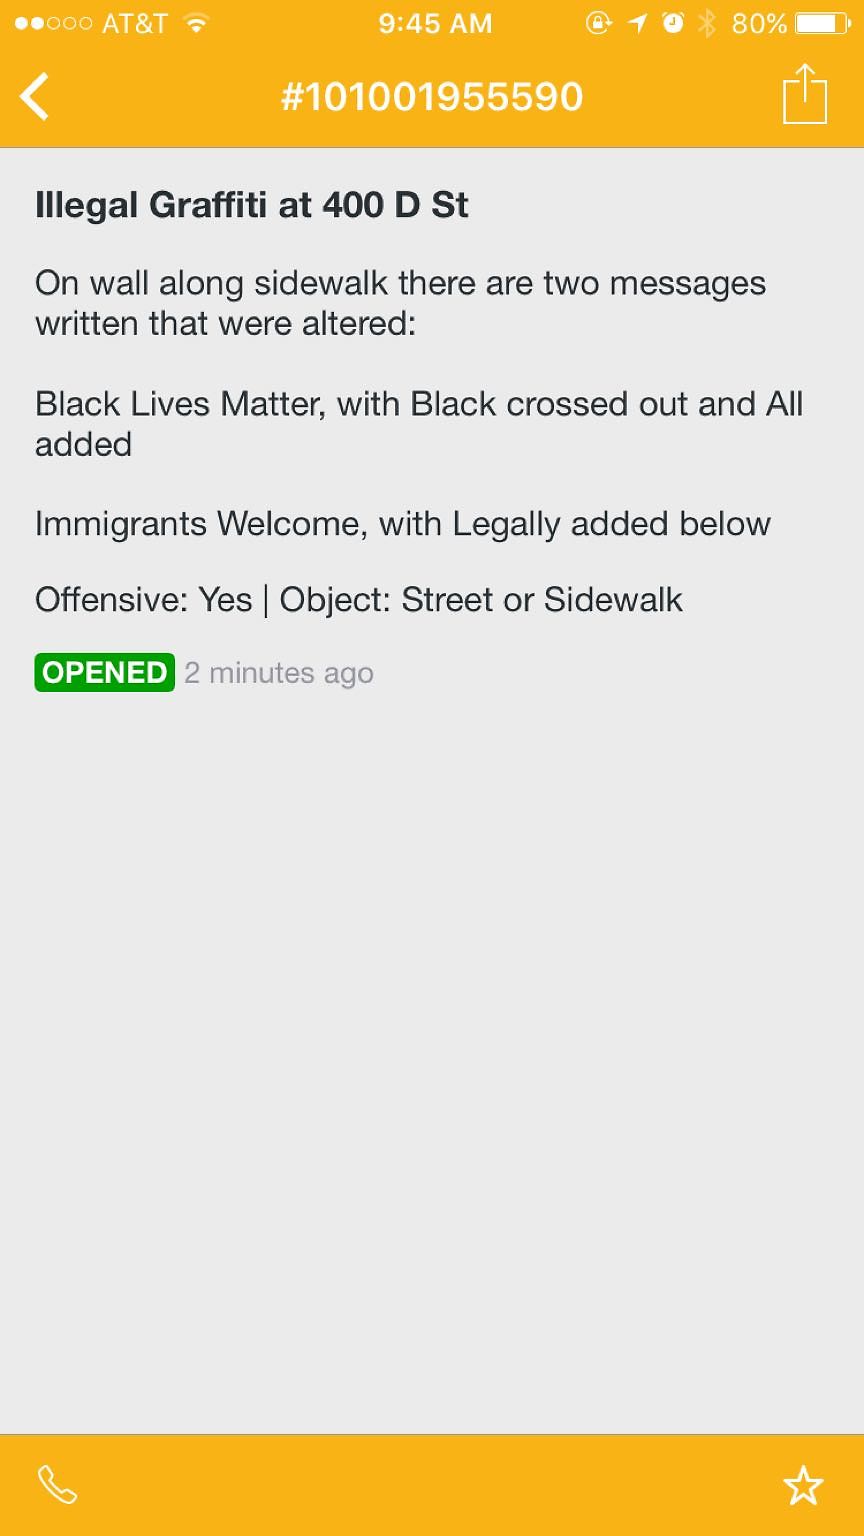 AT&T 9:45 AM 80%
#101001955590
Illegal Graffiti at 400 D St
On wall along sidewalk there are two messages
written that were altered:
Black Lives Matter, with Black crossed out and All
added
Immigrants Welcome, with Legally added below
Offensive: Yes | Object: Street or Sidewalk
OPENED 2 minutes ago